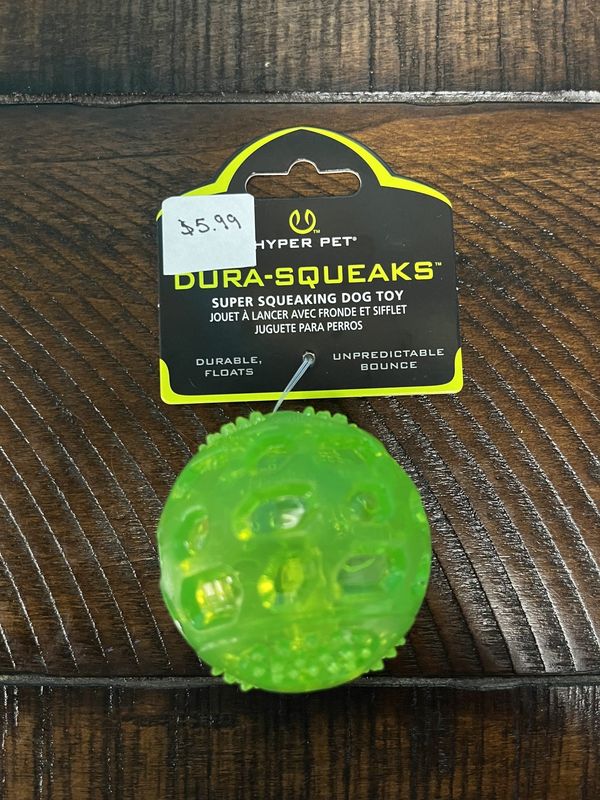 $5.99
HYPER PET®
DURA-SQUEAKS™
SUPER SQUEAKING DOG TOY
JOUET À LANCER AVEC FRONDE ET SIFFLET
JUGUETE PARA PERROS
DURABLE,
FLOATS
UNPREDICTABLE
BOUNCE